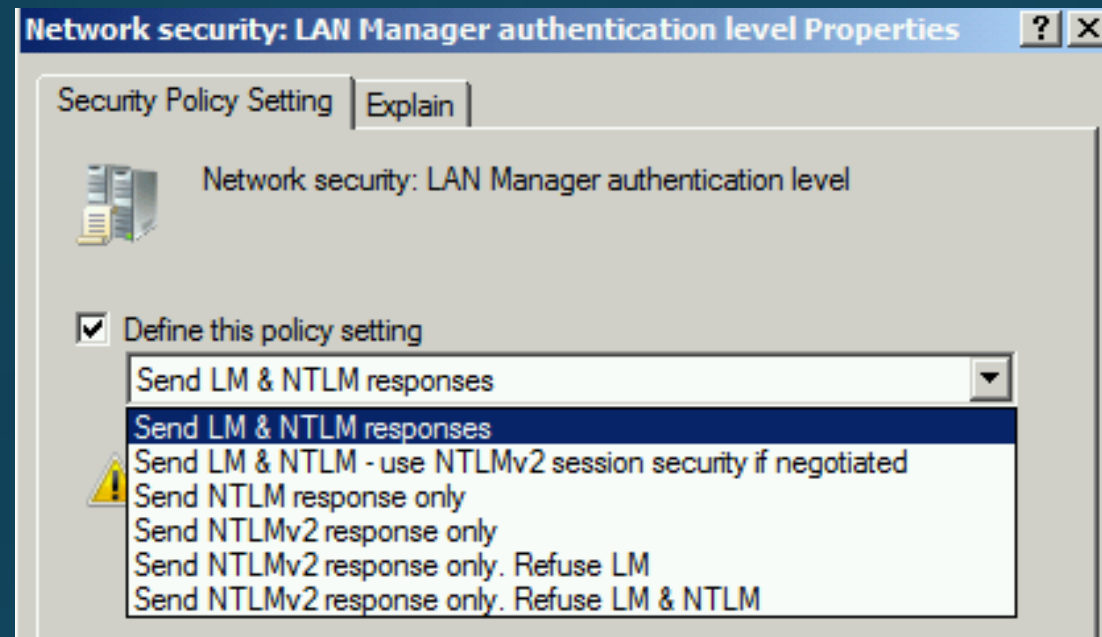 Network security: LAN Manager authentication level Properties
Security Policy Setting
Explain
Network security: LAN Manager authentication level
Define this policy setting
Send LM & NTLM responses
Send LM & NTLM responses
Send LM & NTLM - use NTLMv2 session security if negotiated
Send NTLM response only
Send NTLMv2 response only
Send NTLMv2 response only. Refuse LM
Send NTLMv2 response only. Refuse LM & NTLM